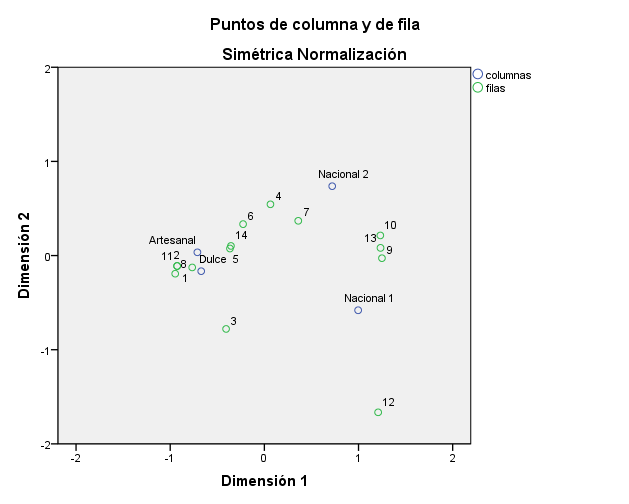 Puntos de columna y de fila
Simétrica Normalización
columnas
filas
Dimensión 2
2
1
0
-1
-2
Nacional 2
4
6
7
10
14
13
Artesanal
9
11
2
8
Dulce
5
1
Nacional 1
3
12
-2
-1
0
1
2
Dimensión 1